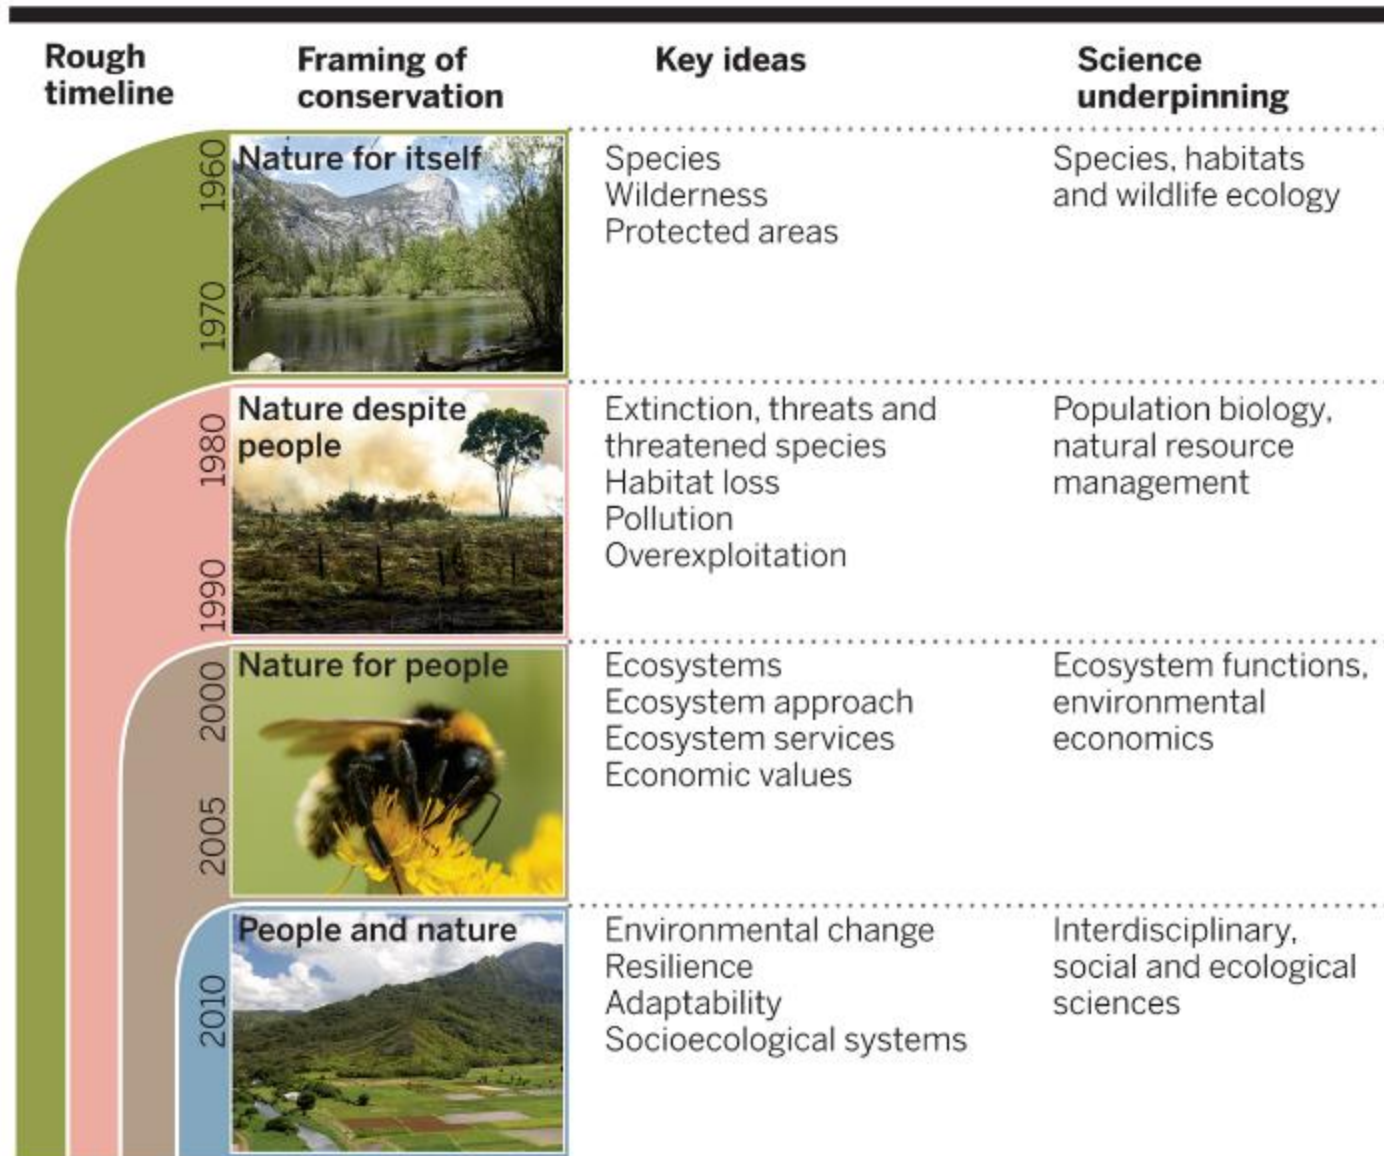 Rough
timeline
Framing of
conservation
Key ideas
Science
underpinning
1960
1970
Nature for itself
Species
Wilderness
Protected areas
Species, habitats
and wildlife ecology
1980
1990
Nature despite
people
Extinction, threats and
threatened species
Habitat loss
Pollution
Overexploitation
Population biology,
natural resource
management
2000
2005
Nature for people
Ecosystems
Ecosystem approach
Ecosystem services
Economic values
Ecosystem functions,
environmental
economics
2010
People and nature
Environmental change
Resilience
Adaptability
Socioecological systems
Interdisciplinary,
social and ecological
sciences